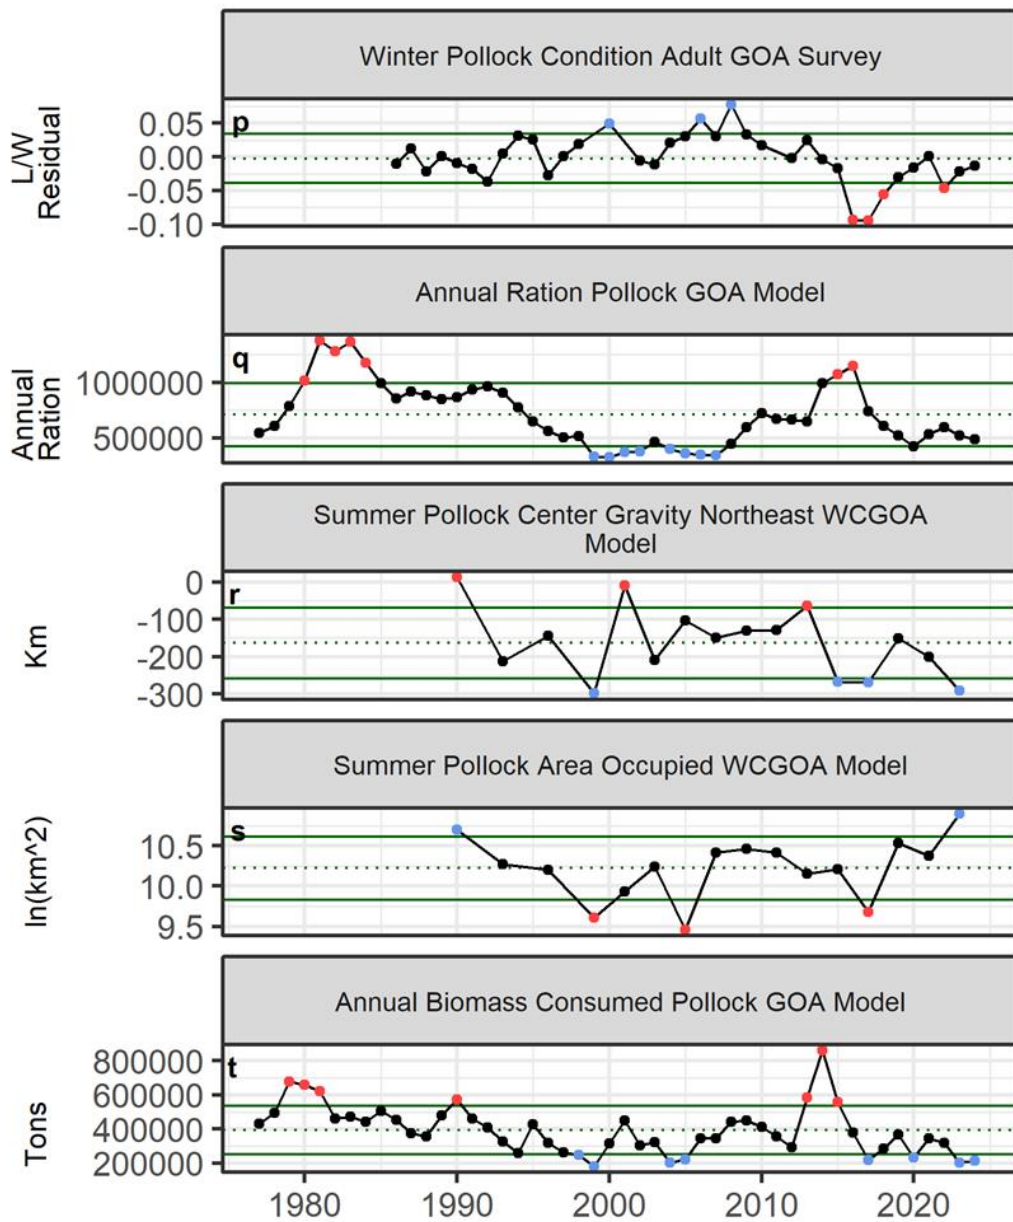 Winter Pollock Condition Adult GOA Survey
L/W
Residual
p
0.05
0.00
-0.05
-0.10
Annual Ration Pollock GOA Model
Annual
Ration
q
1000000
500000
Summer Pollock Center Gravity Northeast WCGOA
Model
Km
r
0
-100
-200
-300
Summer Pollock Area Occupied WCGOA Model
ln(km^2)
s
10.5
10.0
9.5
Annual Biomass Consumed Pollock GOA Model
Tons
t
800000
600000
400000
200000
1980 1990 2000 2010 2020